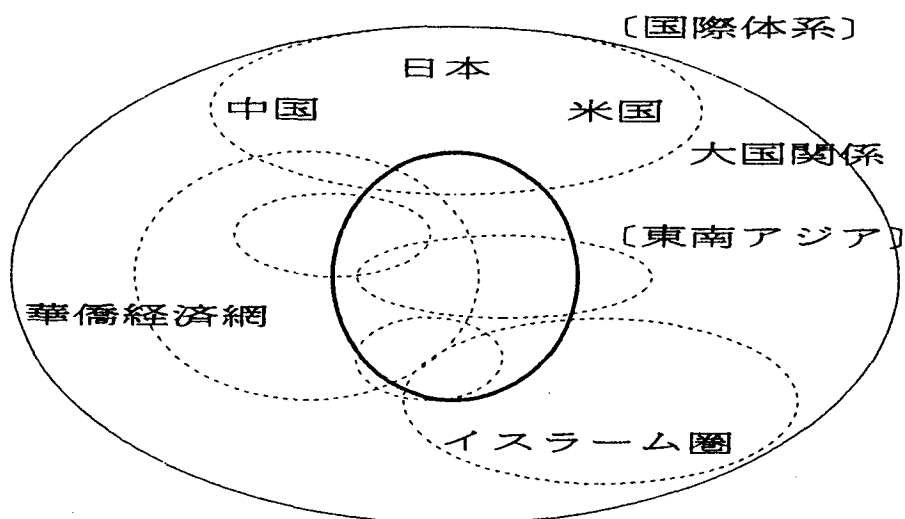 〔国際体系〕
日本
中国
米国
大国関係
〔東南アジア〕
華僑経済網
イスラーム圏